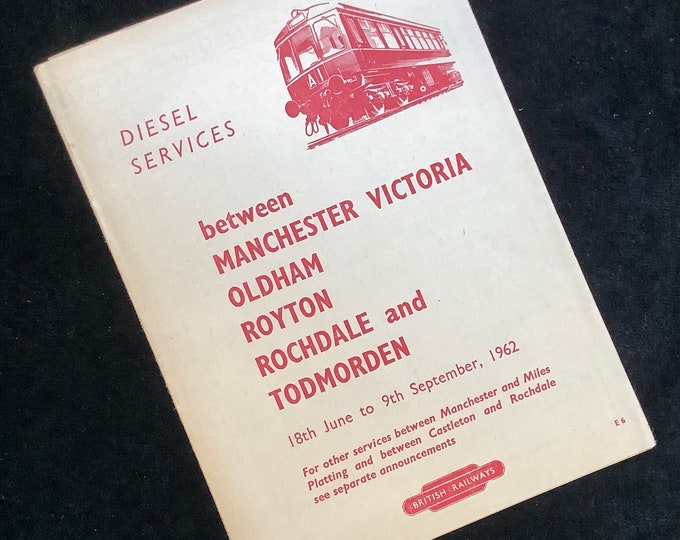 A1
DIESEL
SERVICES
between
MANCHESTER VICTORIA
OLDHAM
ROYTON
ROCHDALE and
TODMORDEN
18th June to 9th September, 1962
For other services between Manchester and Miles
Platting and between Castleton and Rochdale
see separate announcements
E 6
BRITISH RAILWAYS